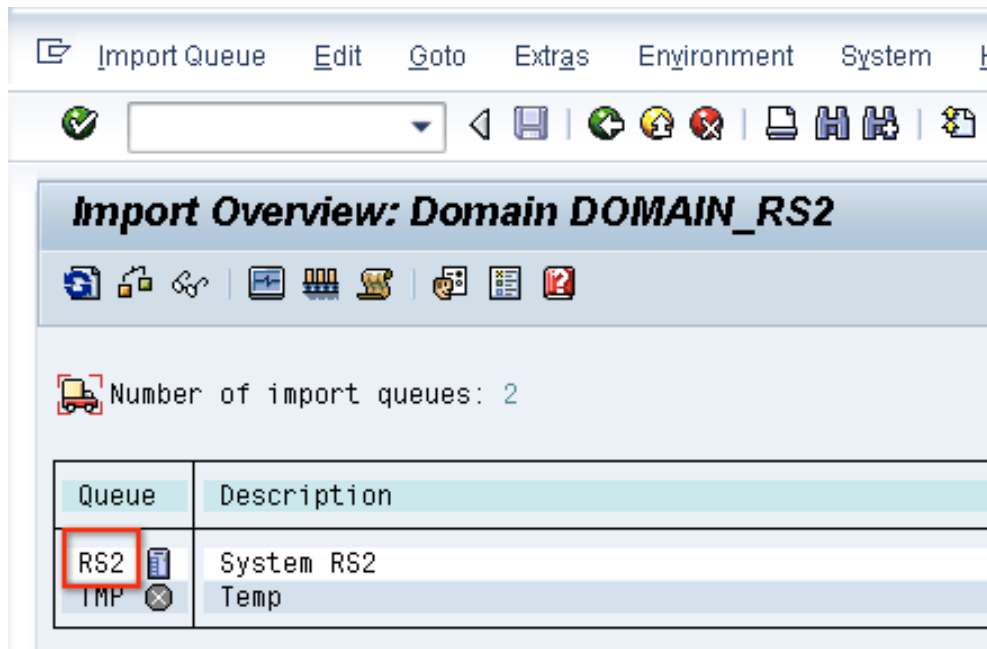 Import Queue Edit Goto Extras Environment System
Import Overview: Domain DOMAIN_RS2
Number of import queues: 2
Queue Description
RS2 System RS2
TMP Temp